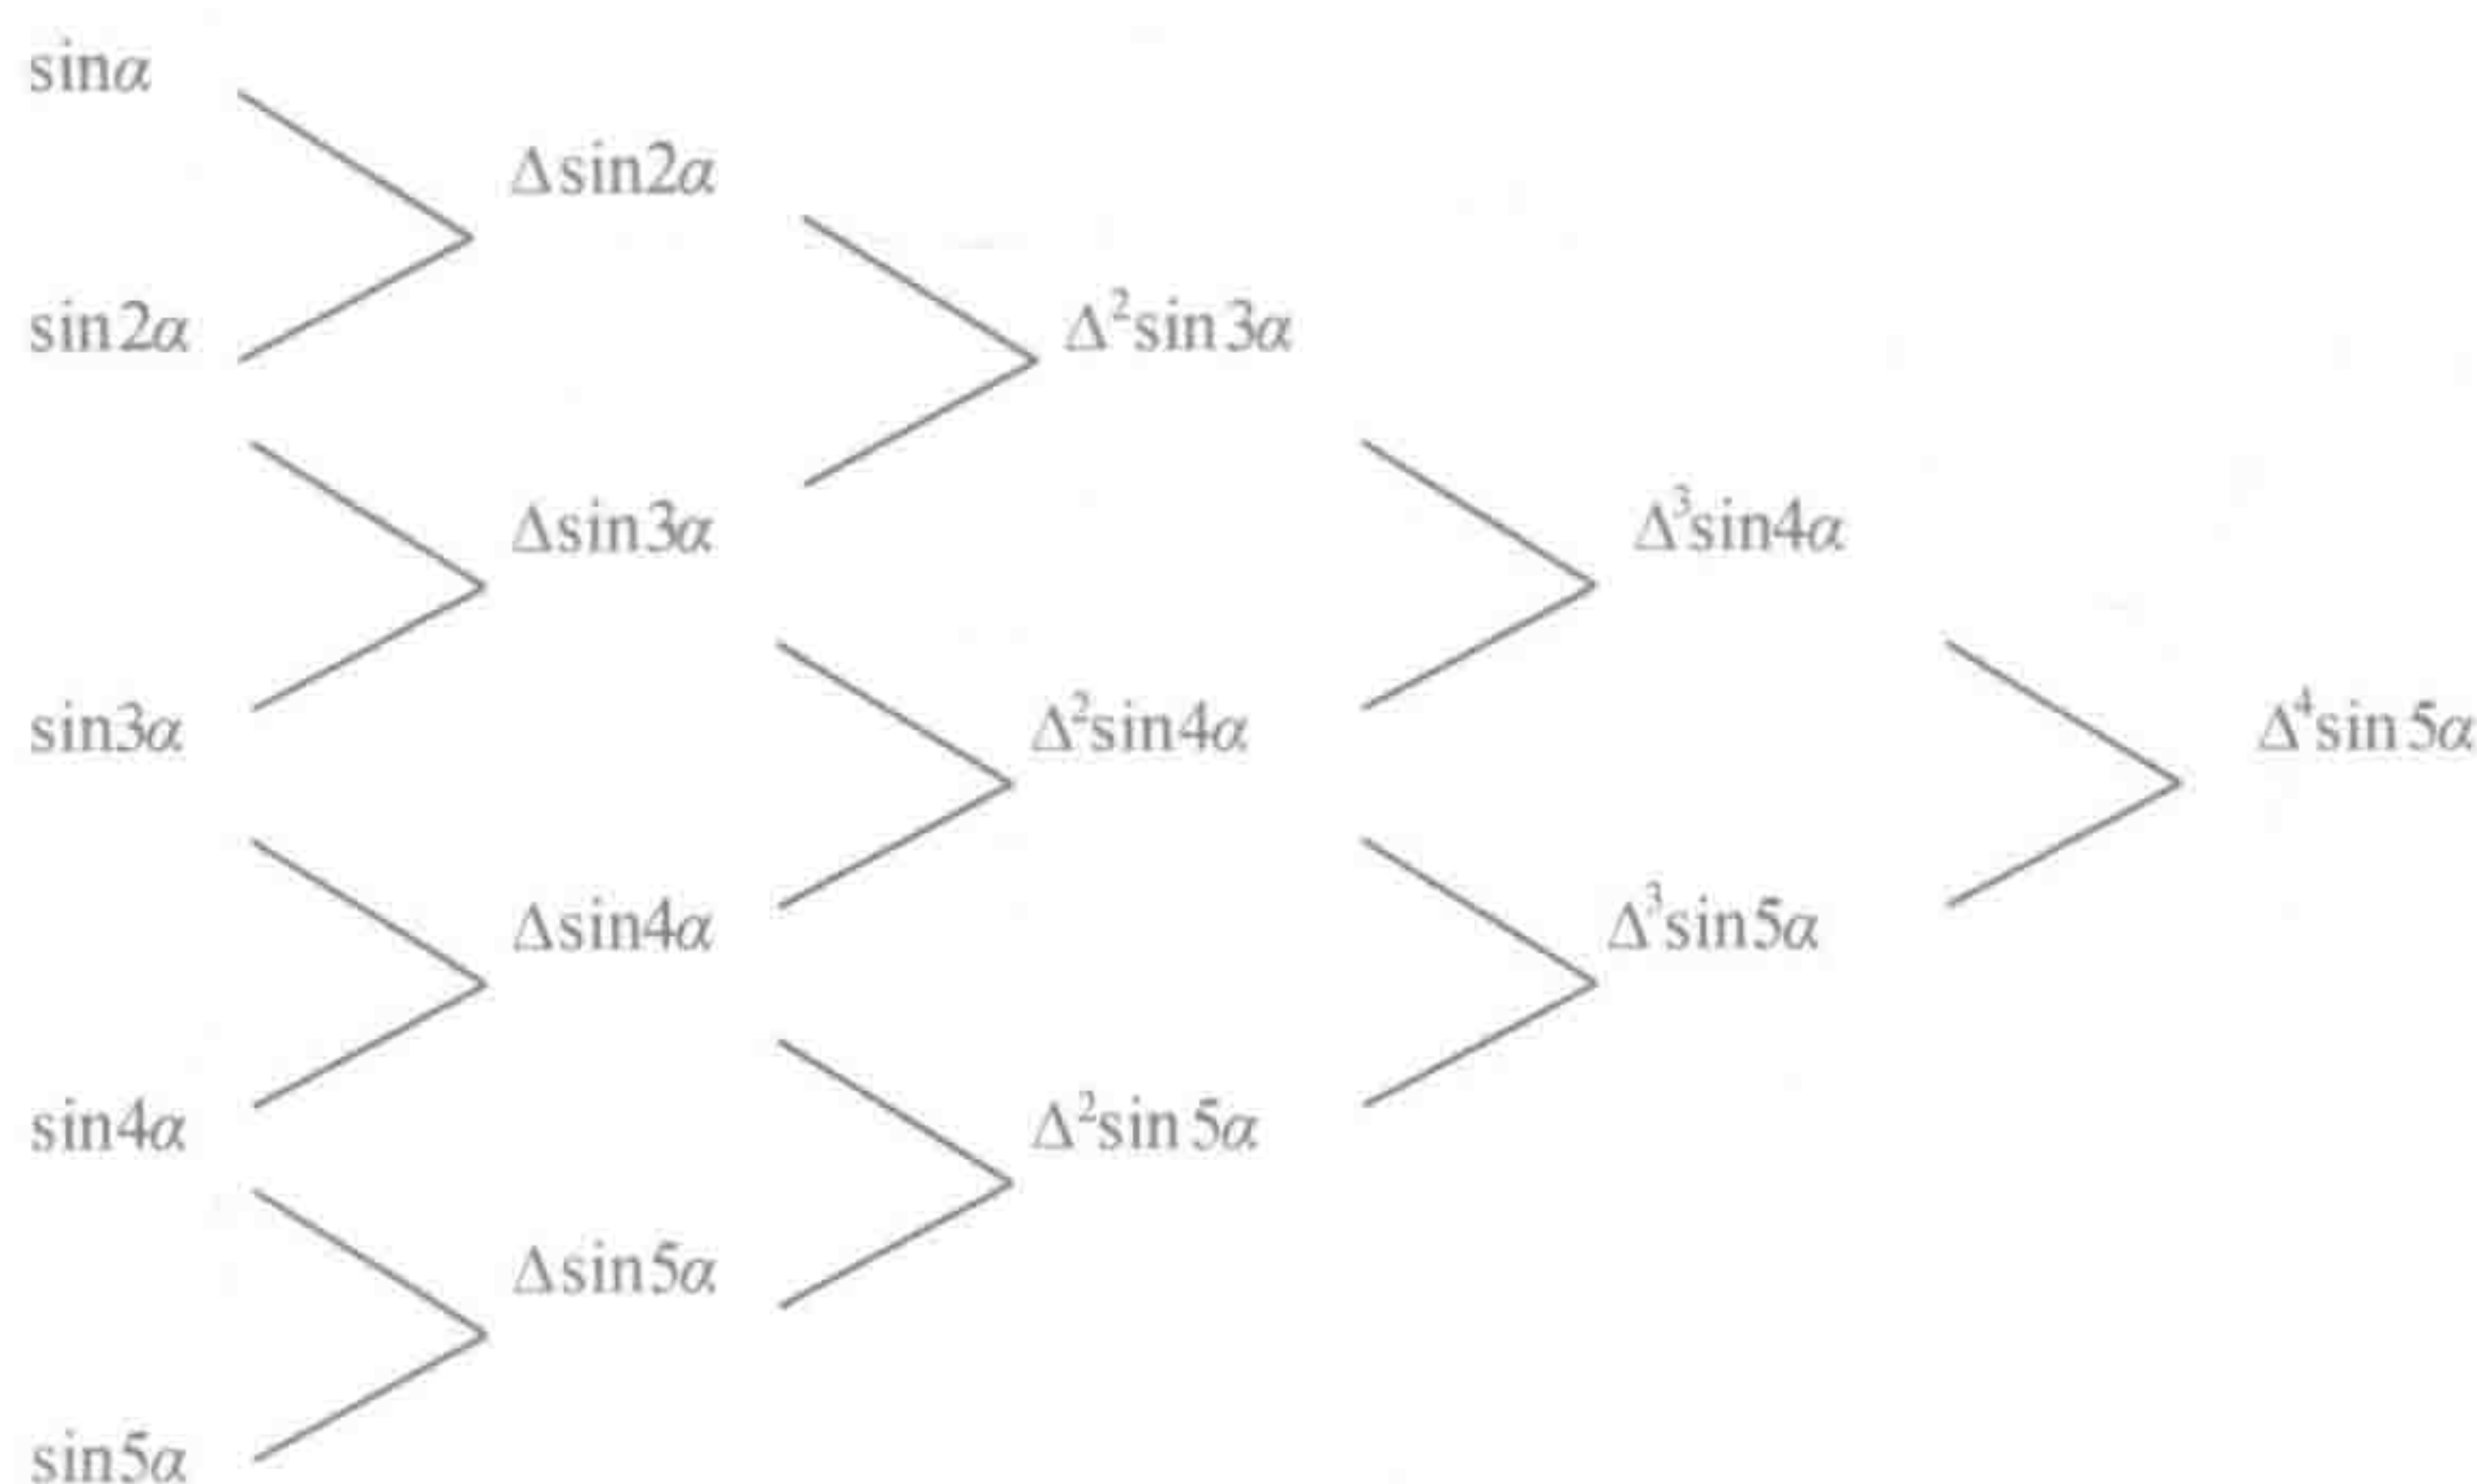 sinα
Δsin2α
sin2α
Δ²sin3α
Δsin3α
Δ³sin4α
sin3α
Δ²sin4α
Δ⁴sin5α
Δsin4α
Δ³sin5α
sin4α
Δ²sin5α
Δsin5α
sin5α